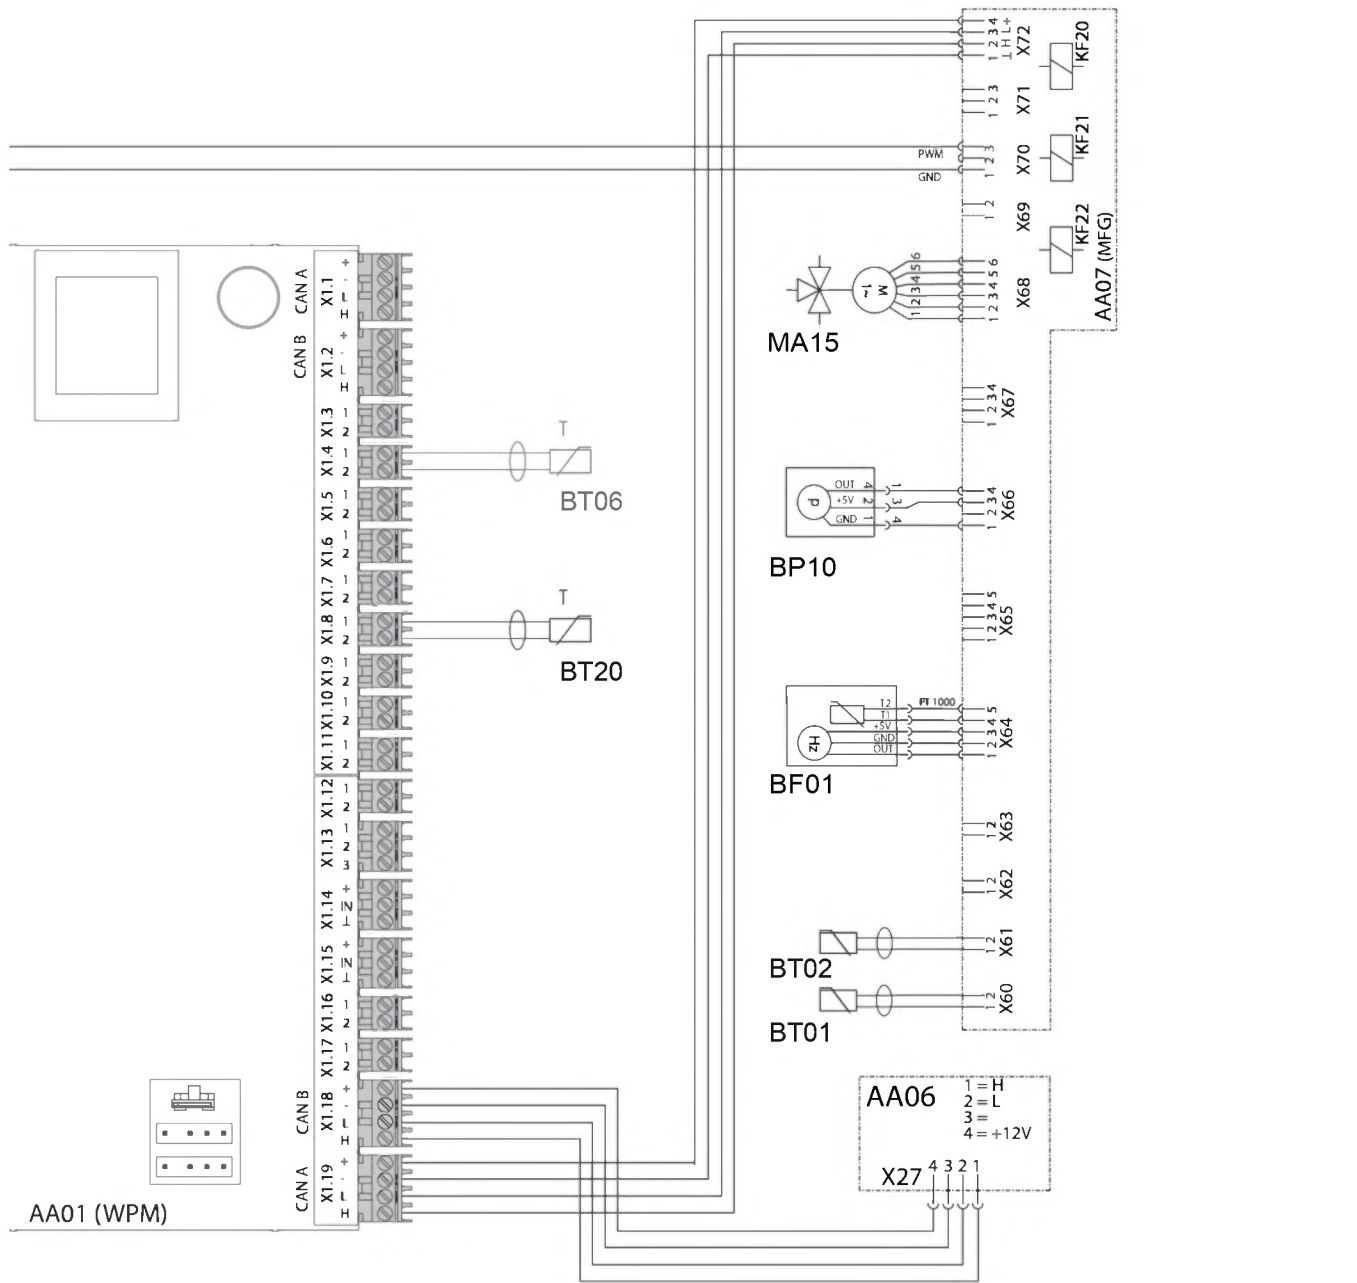 CAN A
X1.1
+
-
L
H
CAN B
X1.2
+
-
L
H
X1.3
1
2
X1.4
1
2
T
BT06
X1.5
1
2
X1.6
1
2
X1.7
1
2
X1.8
1
2
T
BT20
X1.9
1
2
X1.10
1
2
X1.11
1
2
X1.12
1
2
X1.13
1
2
3
X1.14
+
IN
⊥
X1.15
+
IN
⊥
X1.16
1
2
X1.17
1
2
CAN B
X1.18
+
-
L
H
CAN A
X1.19
+
-
L
H
AA01 (WPM)
1 2 3 4
⊥ H L +
X72
KF20
1 2 3
X71
PWM
GND
1 2 3
X70
KF21
1 2
X69
KF22
AA07 (MFG)
M
1~
1 2 3 4 5 6
1 2 3 4 5 6
X68
MA15
1 2 3 4
X67
p
OUT 4 1
+5V 2 3
GND 1 4
1 2 3 4
X66
BP10
1 2 3 4 5
X65
Hz
T2
T1
+5V
GND
OUT
PT 1000
1 2 3 4 5
X64
BF01
1 2
X63
1 2
X62
1 2
X61
BT02
1 2
X60
BT01
AA06
1 = H
2 = L
3 =
4 = +12V
X27
4 3 2 1